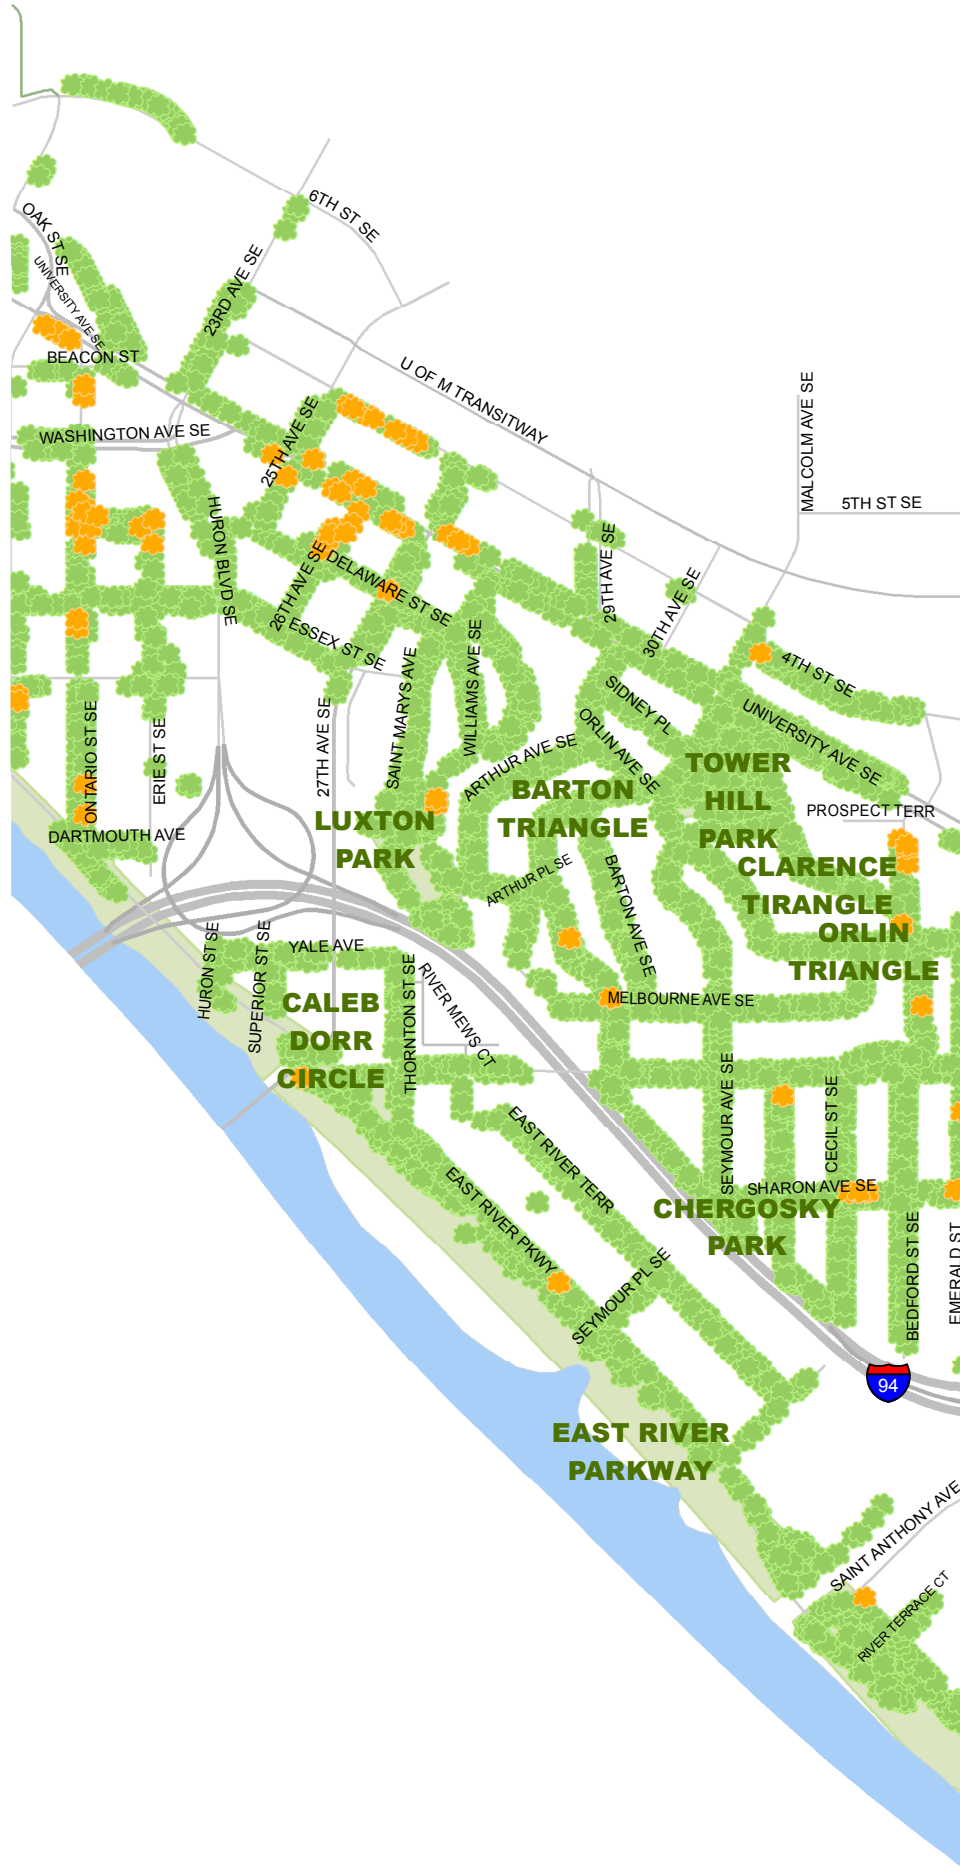 6TH ST SE
OAK ST SE
UNIVERSITY AVE SE
23RD AVE SE
BEACON ST
U OF M TRANSITWAY
MALCOLM AVE SE
WASHINGTON AVE SE
25TH AVE SE
5TH ST SE
HURON BLVD SE
29TH AVE SE
26TH AVE SE
DELAWARE ST SE
30TH AVE SE
ESSEX ST SE
4TH ST SE
SAINT MARYS AVE
WILLIAMS AVE SE
SIDNEY PL
ONTARIO ST SE
ERIE ST SE
27TH AVE SE
ORLIN AVE SE
UNIVERSITY AVE SE
ARTHUR AVE SE
TOWER
HILL
PARK
BARTON
TRIANGLE
LUXTON
PARK
PROSPECT TERR
DARTMOUTH AVE
CLARENCE
TIRANGLE
ARTHUR PL SE
BARTON AVE SE
ORLIN
TRIANGLE
HURON ST SE
SUPERIOR ST SE
YALE AVE
THORNTON ST SE
RIVER MEWS CT
MELBOURNE AVE SE
CALEB
DORR
CIRCLE
SEYMOUR AVE SE
CECIL ST SE
EAST RIVER TERR
SHARON AVE SE
EAST RIVER PKWY
CHERGOSKY
PARK
BEDFORD ST SE
EMERALD ST
SEYMOUR PL SE
94
EAST RIVER
PARKWAY
SAINT ANTHONY AVE
RIVER TERRACE CT